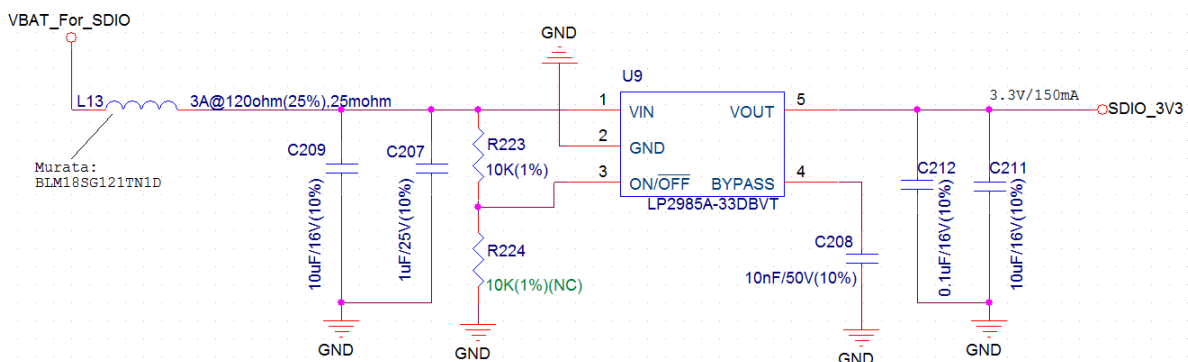 VBAT_For_SDIO
L13
3A@120ohm(25%),25mohm
Murata:
BLM18SG121TN1D
C209
10uF/16V(10%)
C207
1uF/25V(10%)
R223
10K(1%)
R224
10K(1%)(NC)
GND
GND
GND
U9
1
VIN
2
GND
3
ON/OFF
VOUT
5
BYPASS
4
LP2985A-33DBVT
C208
10nF/50V(10%)
GND
3.3V/150mA
SDIO_3V3
C212
0.1uF/16V(10%)
C211
10uF/16V(10%)
GND